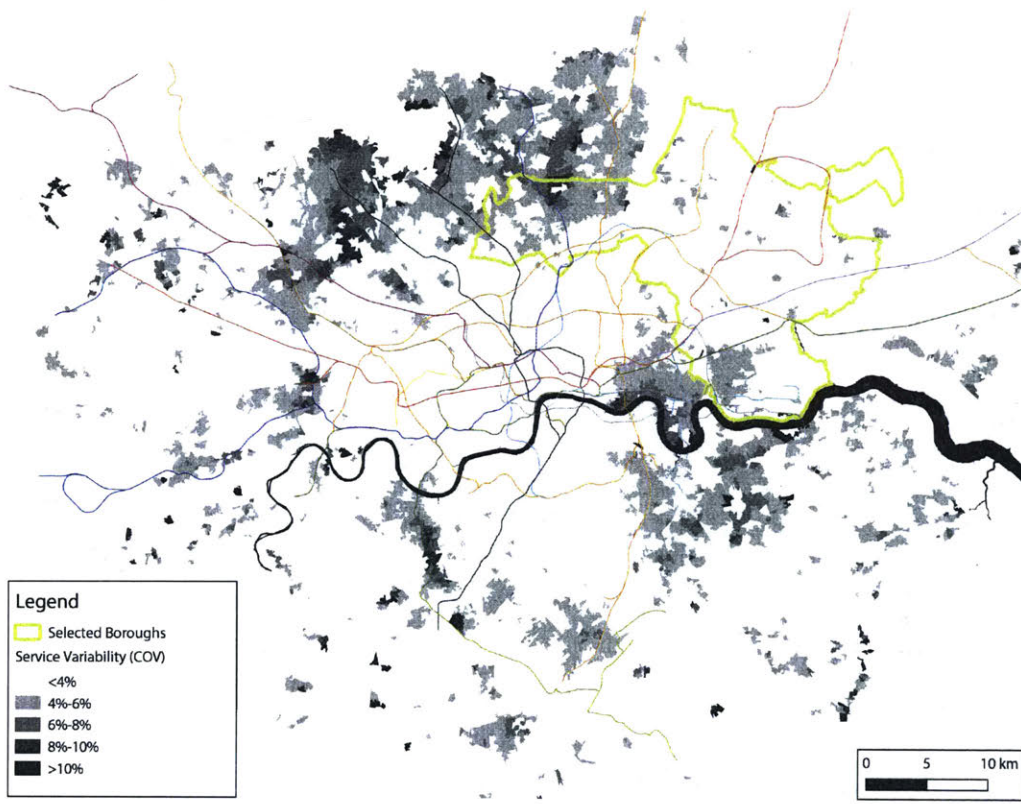 Legend
Selected Boroughs
Service Variability (COV)
<4%
4%-6%
6%-8%
8%-10%
>10%
0 5 10 km